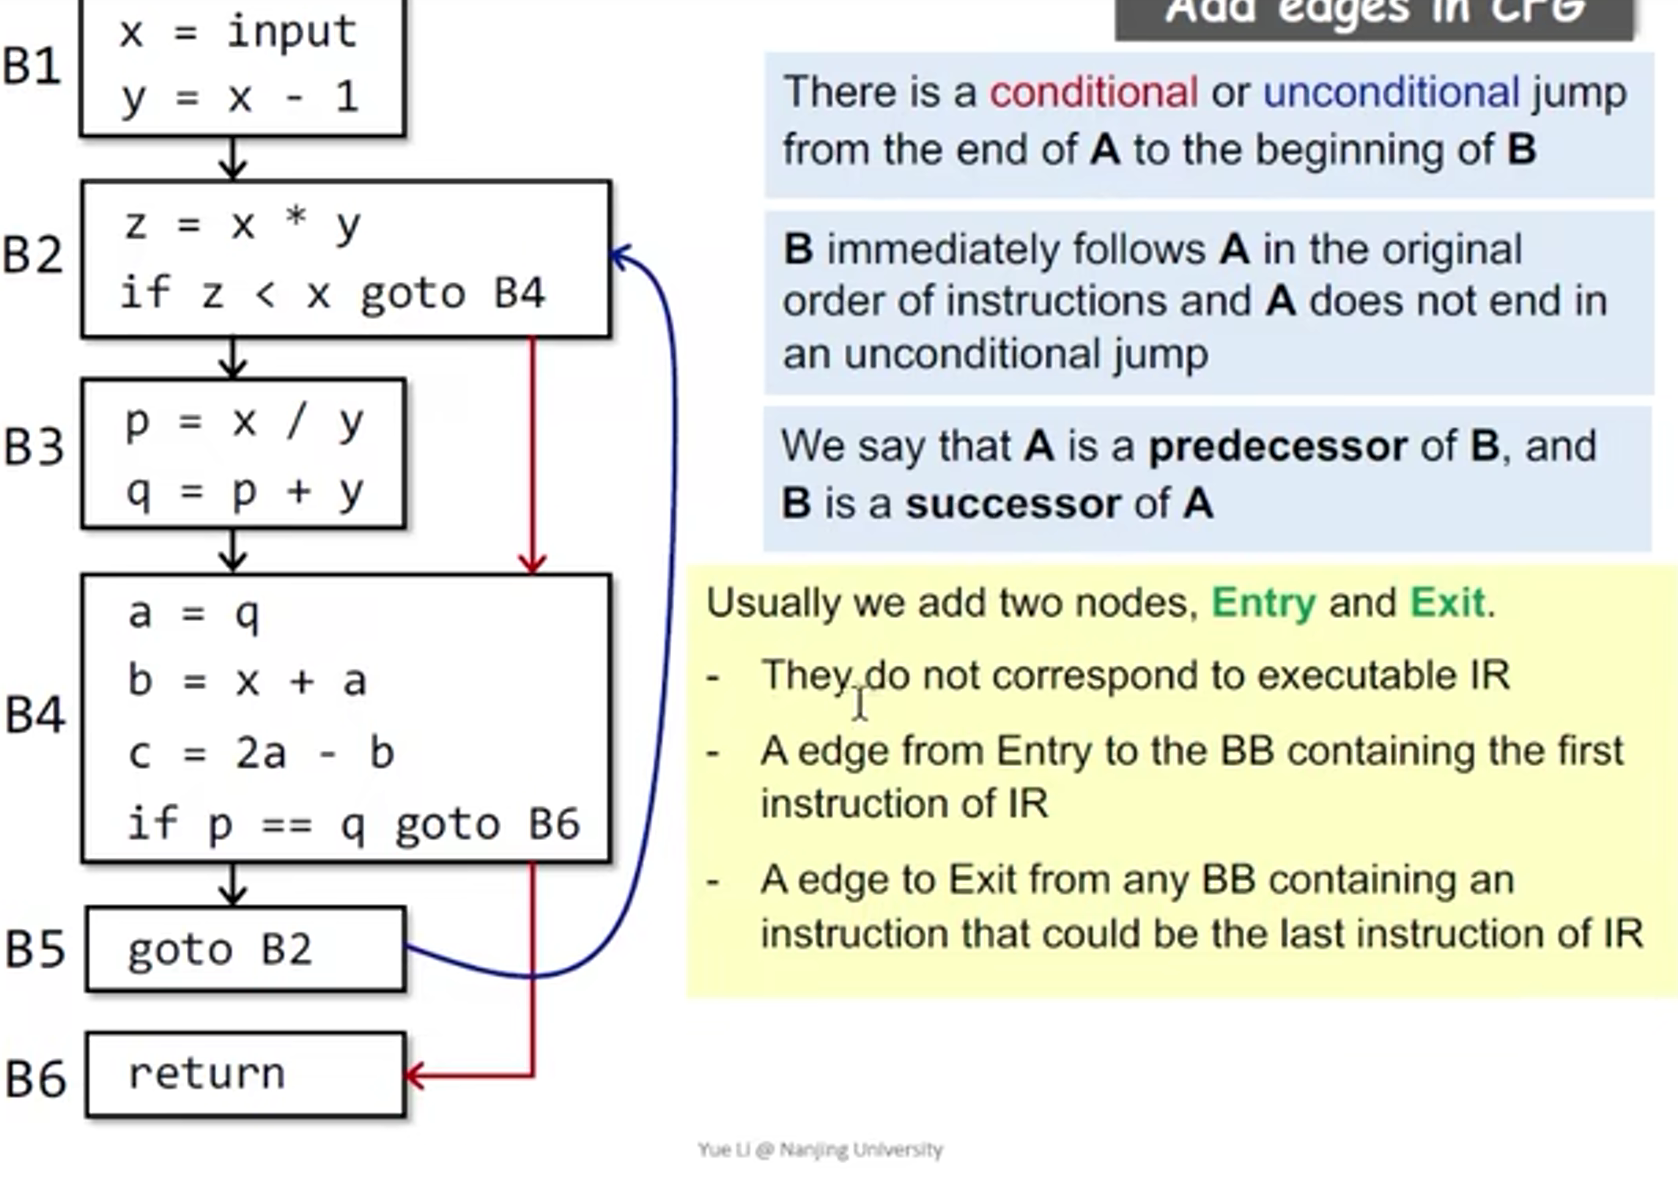 Add edges in CFG
B1
x = input
y = x - 1
B2
z = x * y
if z < x goto B4
B3
p = x / y
q = p + y
B4
a = q
b = x + a
c = 2a - b
if p == q goto B6
B5
goto B2
B6
return
There is a conditional or unconditional jump
from the end of A to the beginning of B
B immediately follows A in the original
order of instructions and A does not end in
an unconditional jump
We say that A is a predecessor of B, and
B is a successor of A
Usually we add two nodes, Entry and Exit.
- They do not correspond to executable IR
- A edge from Entry to the BB containing the first
instruction of IR
- A edge to Exit from any BB containing an
instruction that could be the last instruction of IR
Yue Li @ Nanjing University